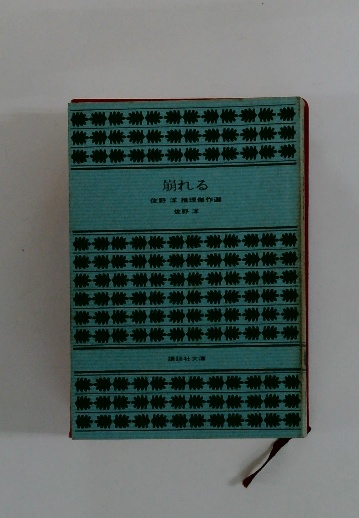 崩れる
佐野 洋 推理傑作選
佐野 洋
講談社文庫